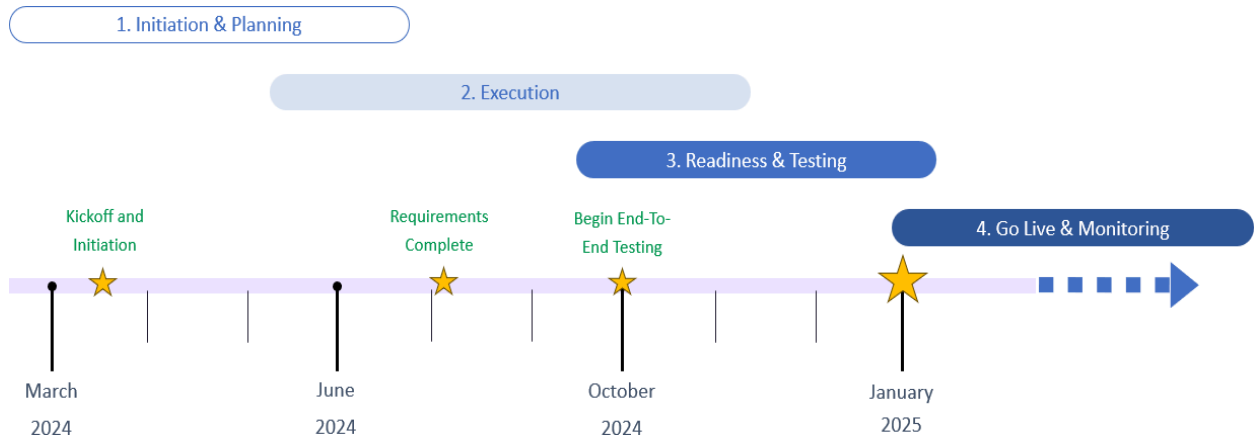 1. Initiation & Planning
2. Execution
3. Readiness & Testing
4. Go Live & Monitoring
Kickoff and
Initiation
Requirements
Complete
Begin End-To-
End Testing
March
2024
June
2024
October
2024
January
2025